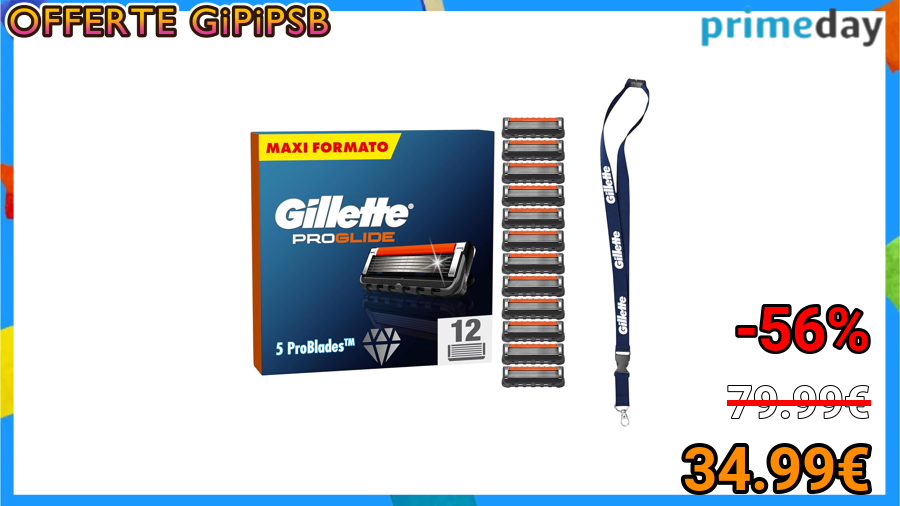 OFFERTE GiPiPSB
primeday
MAXI FORMATO
Gillette®
PROGLIDE
12
5 ProBlades™
Gillette
Gillette
Gillette
-56%
79.99€
34.99€